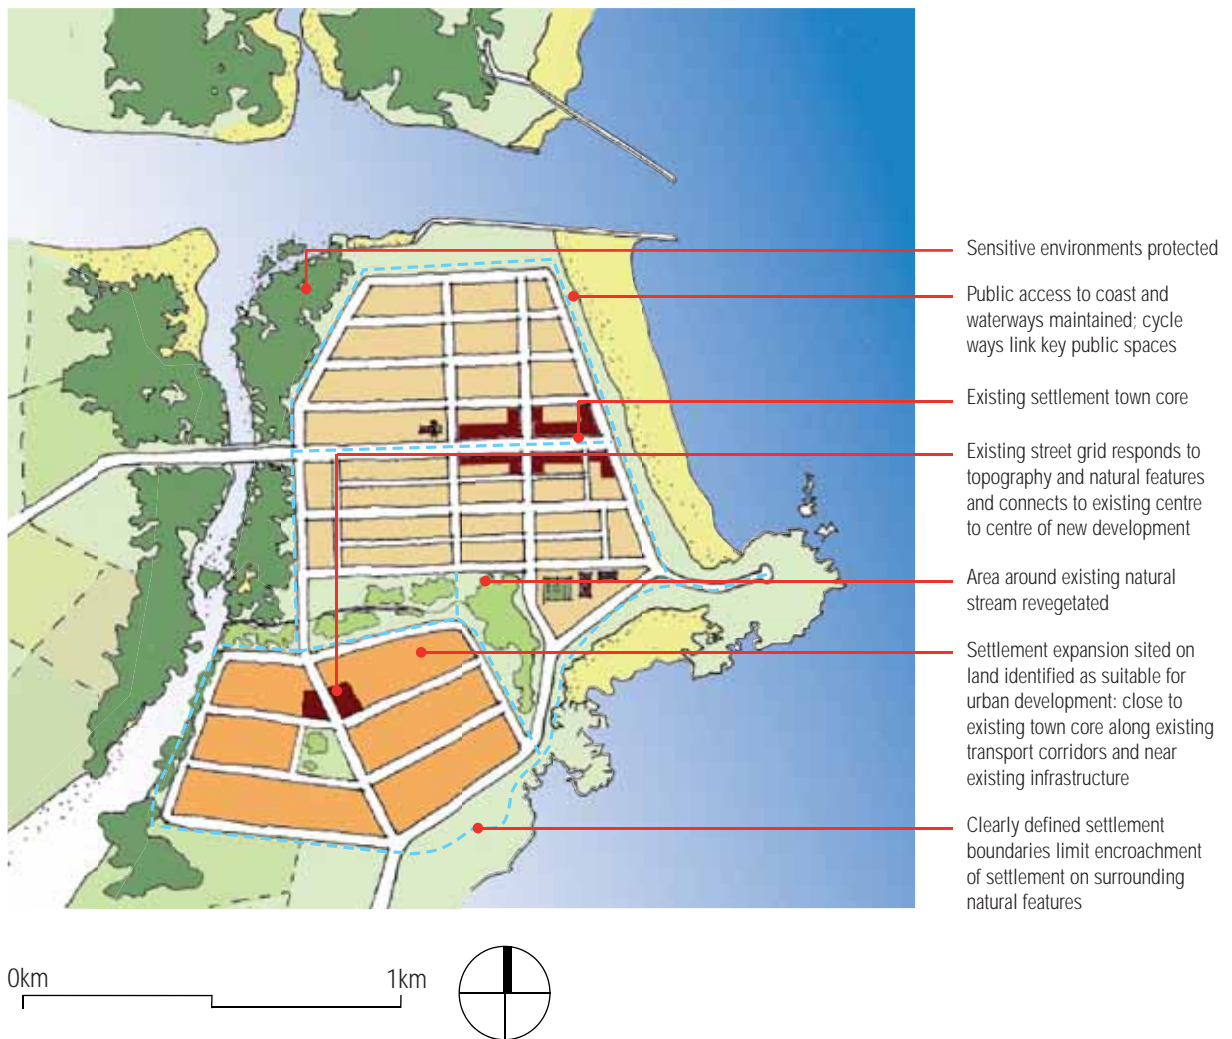 Sensitive environments protected
Public access to coast and
waterways maintained; cycle
ways link key public spaces
Existing settlement town core
Existing street grid responds to
topography and natural features
and connects to existing centre
to centre of new development
Area around existing natural
stream revegetated
Settlement expansion sited on
land identified as suitable for
urban development: close to
existing town core along existing
transport corridors and near
existing infrastructure
Clearly defined settlement
boundaries limit encroachment
of settlement on surrounding
natural features
0km 1km